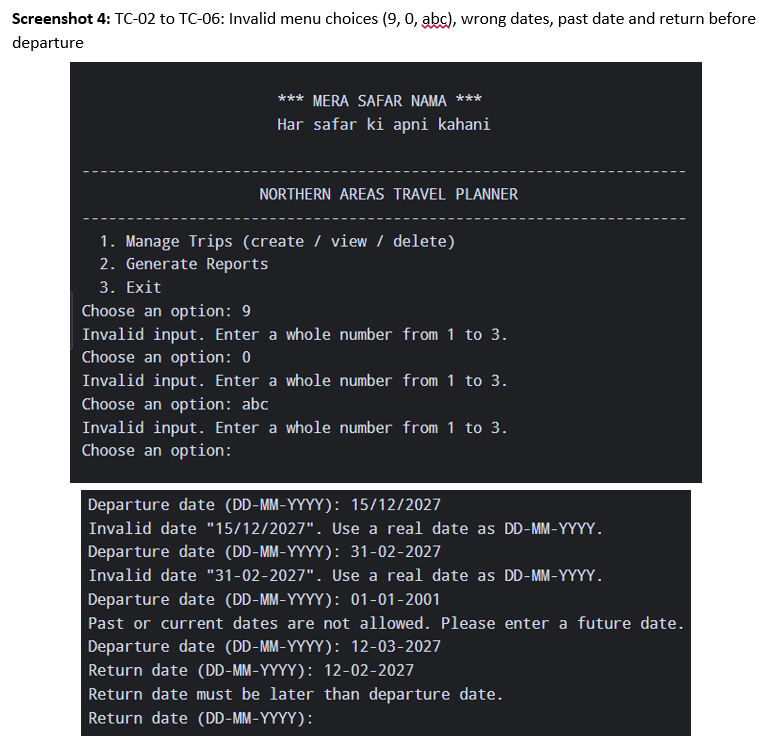 Screenshot 4: TC-02 to TC-06: Invalid menu choices (9, 0, abc), wrong dates, past date and return before
departure
*** MERA SAFAR NAMA ***
Har safar ki apni kahani
--------------------------------------------------------------------
NORTHERN AREAS TRAVEL PLANNER
--------------------------------------------------------------------
1. Manage Trips (create / view / delete)
2. Generate Reports
3. Exit
Choose an option: 9
Invalid input. Enter a whole number from 1 to 3.
Choose an option: 0
Invalid input. Enter a whole number from 1 to 3.
Choose an option: abc
Invalid input. Enter a whole number from 1 to 3.
Choose an option:
Departure date (DD-MM-YYYY): 15/12/2027
Invalid date "15/12/2027". Use a real date as DD-MM-YYYY.
Departure date (DD-MM-YYYY): 31-02-2027
Invalid date "31-02-2027". Use a real date as DD-MM-YYYY.
Departure date (DD-MM-YYYY): 01-01-2001
Past or current dates are not allowed. Please enter a future date.
Departure date (DD-MM-YYYY): 12-03-2027
Return date (DD-MM-YYYY): 12-02-2027
Return date must be later than departure date.
Return date (DD-MM-YYYY):